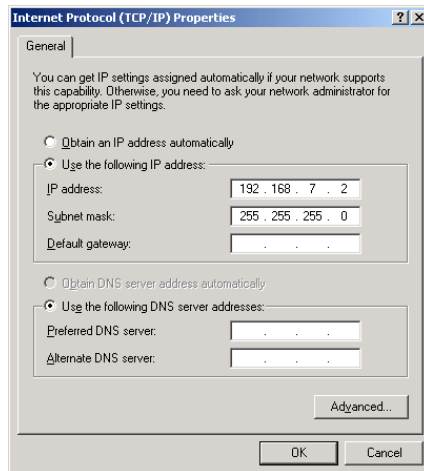 Internet Protocol (TCP/IP) Properties
General
You can get IP settings assigned automatically if your network supports
this capability. Otherwise, you need to ask your network administrator for
the appropriate IP settings.
Obtain an IP address automatically
Use the following IP address:
IP address: 192 . 168 . 7 . 2
Subnet mask: 255 . 255 . 255 . 0
Default gateway: . . .
Obtain DNS server address automatically
Use the following DNS server addresses:
Preferred DNS server: . . .
Alternate DNS server: . . .
Advanced...
OK Cancel